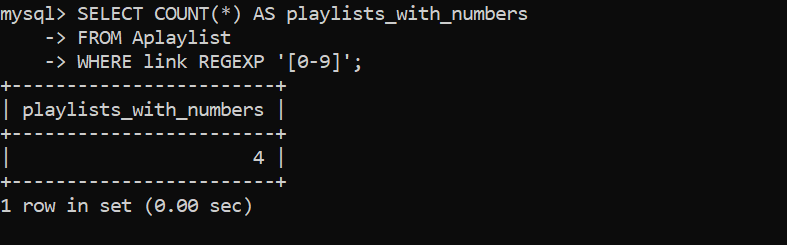 mysql> SELECT COUNT(*) AS playlists_with_numbers
    -> FROM Aplaylist
    -> WHERE link REGEXP '[0-9]';
+------------------------+
| playlists_with_numbers |
+------------------------+
|                      4 |
+------------------------+
1 row in set (0.00 sec)